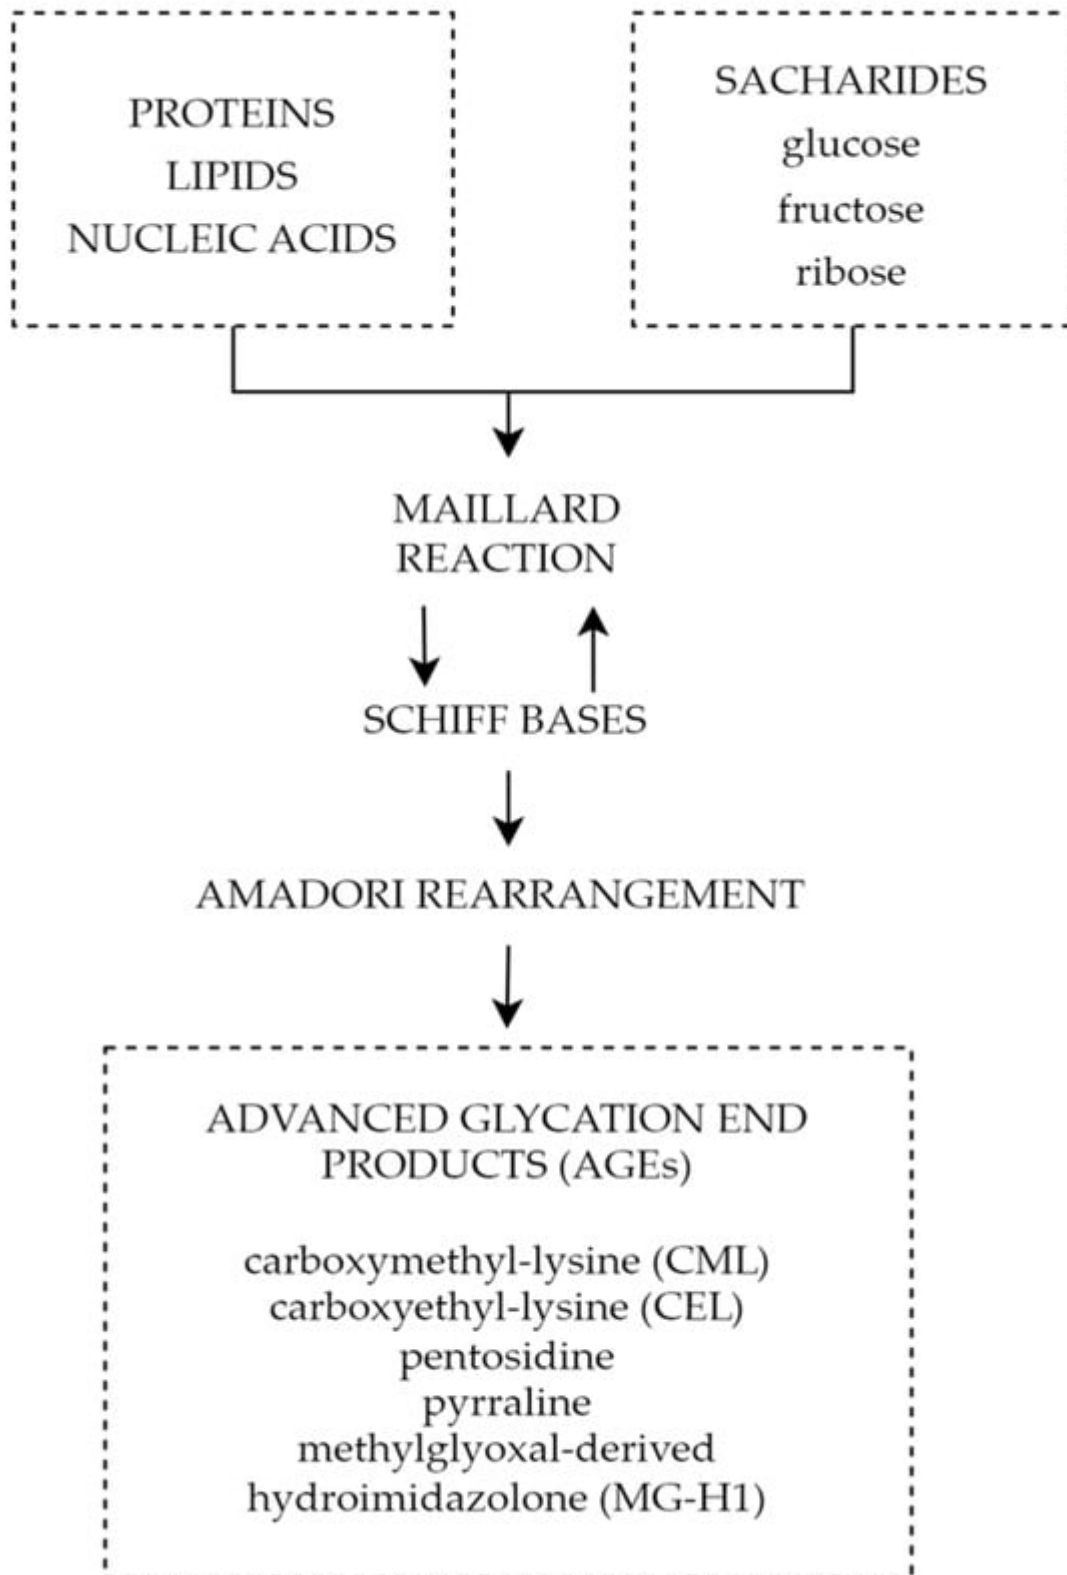 PROTEINS
LIPIDS
NUCLEIC ACIDS
SACHARIDES
glucose
fructose
ribose
MAILLARD
REACTION
SCHIFF BASES
AMADORI REARRANGEMENT
ADVANCED GLYCATION END
PRODUCTS (AGEs)
carboxymethyl-lysine (CML)
carboxyethyl-lysine (CEL)
pentosidine
pyrraline
methylglyoxal-derived
hydroimidazolone (MG-H1)